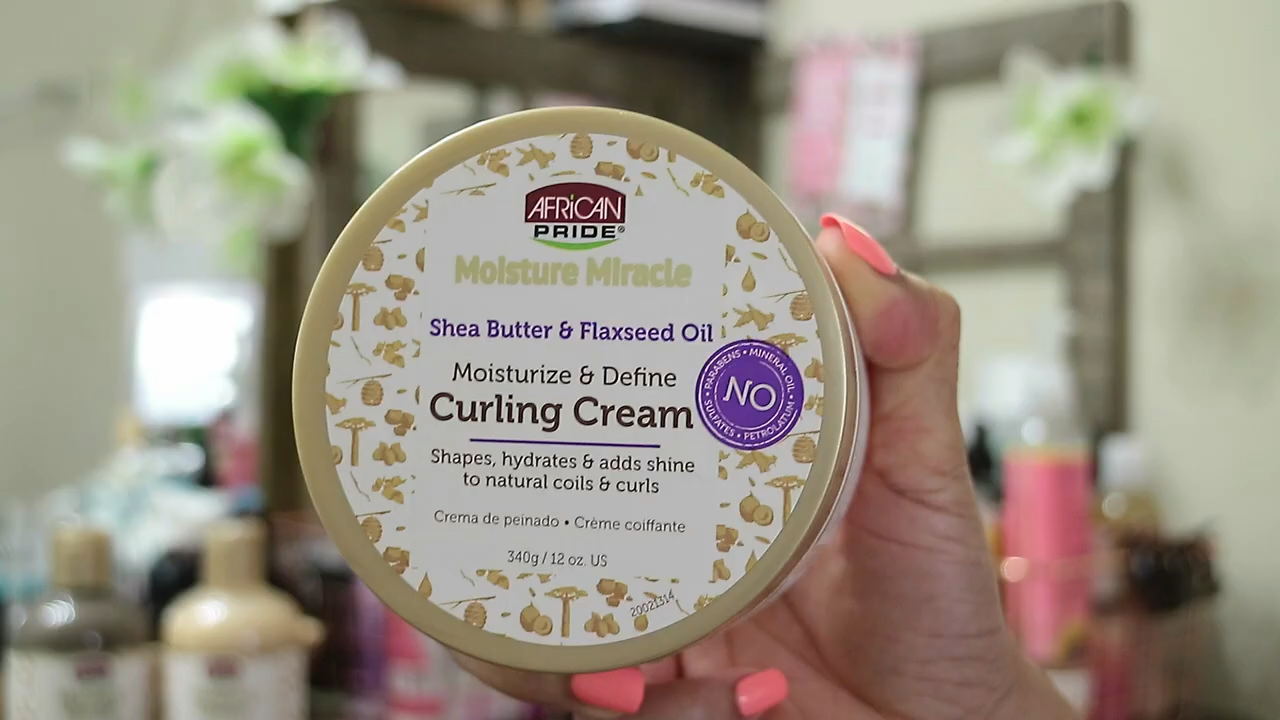 AFRICAN
PRIDE®
Moisture Miracle
Shea Butter & Flaxseed Oil
Moisturize & Define
Curling Cream
PARABENS • MINERAL OIL •
NO
SULFATES • PETROLATUM •
Shapes, hydrates & adds shine
to natural coils & curls
Crema de peinado • Crème coiffante
340g / 12 oz. US
20021314